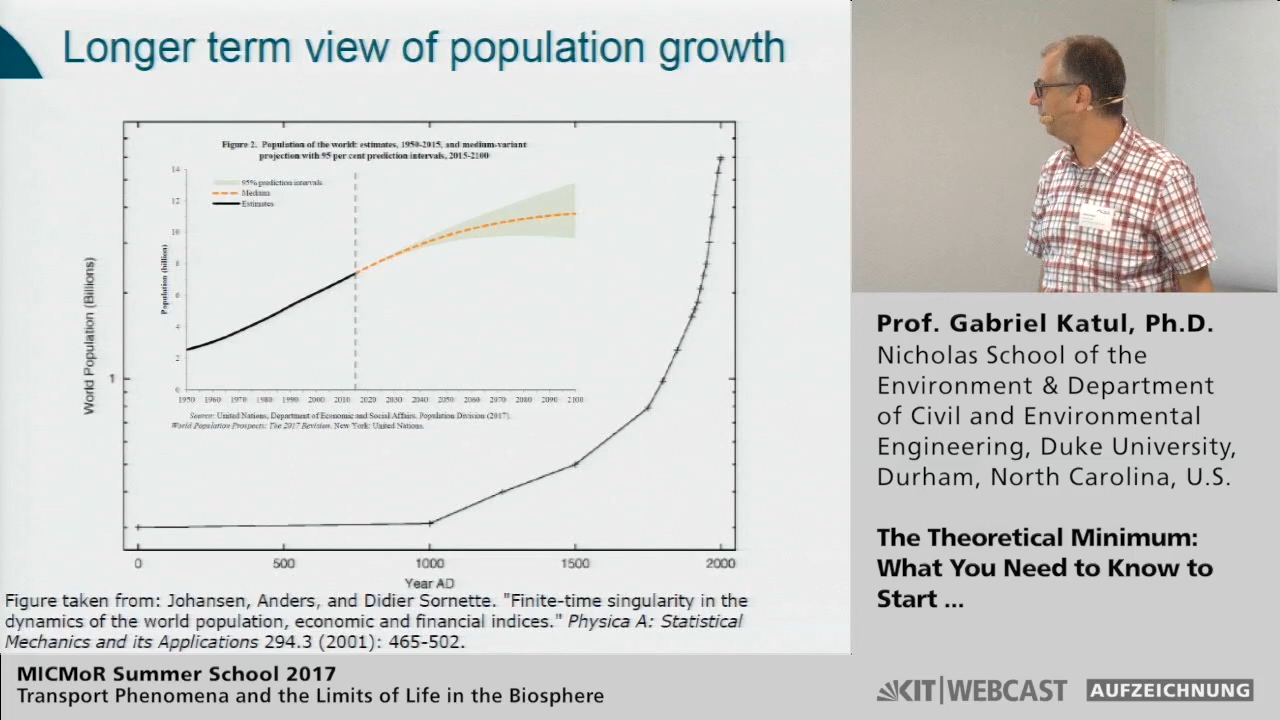 Longer term view of population growth
Figure 2. Population of the world: estimates, 1950-2015, and medium-variant
projection with 95 per cent prediction intervals, 2015-2100
14
12
10
8
6
4
2
0
Population (billion)
95% prediction intervals
Medium
Estimates
1950 1960 1970 1980 1990 2000 2010 2020 2030 2040 2050 2060 2070 2080 2090 2100
Source: United Nations, Department of Economic and Social Affairs, Population Division (2017).
World Population Prospects: The 2017 Revision. New York: United Nations.
World Population (Billions)
1
0 500 1000 1500 2000
Year AD
Figure taken from: Johansen, Anders, and Didier Sornette. "Finite-time singularity in the
dynamics of the world population, economic and financial indices." Physica A: Statistical
Mechanics and its Applications 294.3 (2001): 465-502.
Prof. Gabriel Katul, Ph.D.
Nicholas School of the
Environment & Department
of Civil and Environmental
Engineering, Duke University,
Durham, North Carolina, U.S.
The Theoretical Minimum:
What You Need to Know to
Start ...
MICMoR Summer School 2017
Transport Phenomena and the Limits of Life in the Biosphere
KIT|WEBCAST
AUFZEICHNUNG